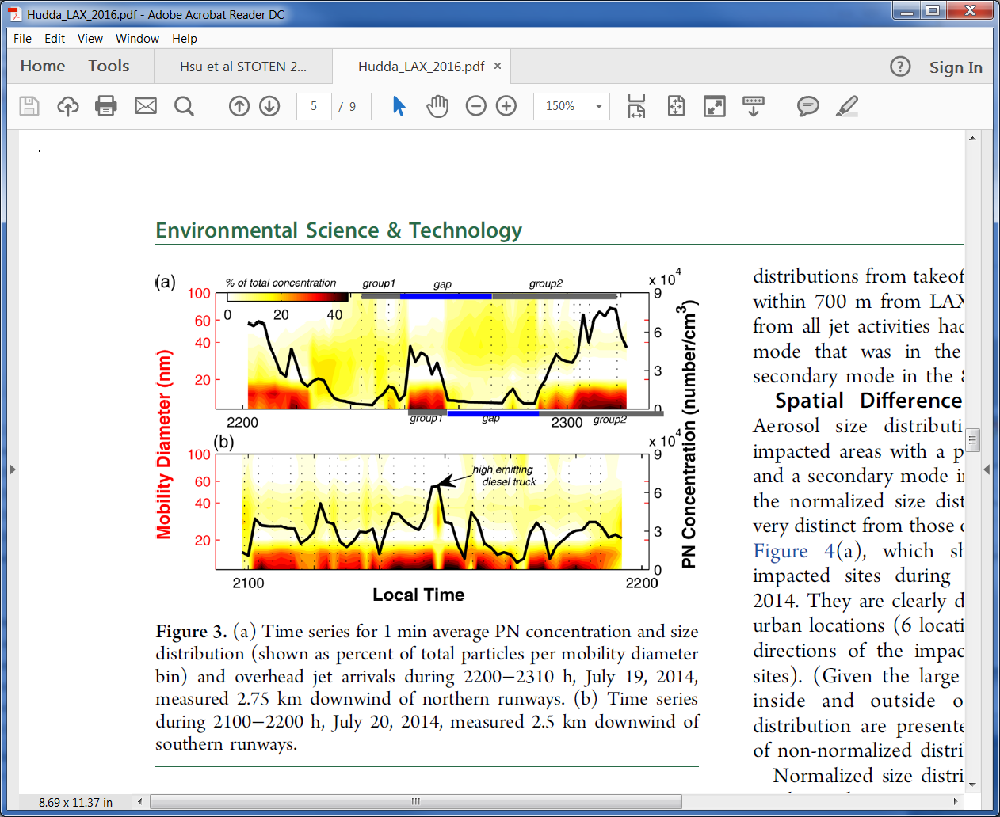 Hudda_LAX_2016.pdf - Adobe Acrobat Reader DC
File Edit View Window Help
Home Tools Hsu et al STOTEN 2... Hudda_LAX_2016.pdf × ? Sign In
5 / 9 150%
Environmental Science & Technology
(a) % of total concentration group1 gap group2 x 10⁴
100 9
0 20 40
60 6
40
3
20
0
2200 group1 gap 2300 group2
(b) x 10⁴
100 9
high emitting
diesel truck
60 6
40
3
20
0
2100 2200
Mobility Diameter (nm)
PN Concentration (number/cm³)
Local Time
Figure 3. (a) Time series for 1 min average PN concentration and size
distribution (shown as percent of total particles per mobility diameter
bin) and overhead jet arrivals during 2200−2310 h, July 19, 2014,
measured 2.75 km downwind of northern runways. (b) Time series
during 2100−2200 h, July 20, 2014, measured 2.5 km downwind of
southern runways.
distributions from takeof
within 700 m from LAX
from all jet activities had
mode that was in the
secondary mode in the
Spatial Differences
Aerosol size distributi
impacted areas with a p
and a secondary mode in
the normalized size dist
very distinct from those
Figure 4(a), which sh
impacted sites during
2014. They are clearly d
urban locations (6 locati
directions of the impac
sites). (Given the large
inside and outside o
distribution are presente
of non-normalized distri
Normalized size distri
8.69 x 11.37 in